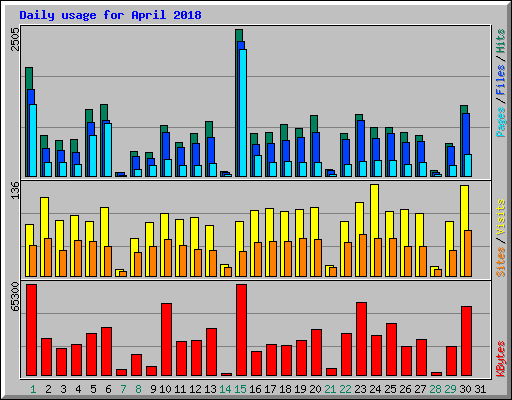 Daily usage for April 2018
2505
Pages / Files / Hits
136
Sites / Visits
65300
KBytes
1 2 3 4 5 6 7 8 9 10 11 12 13 14 15 16 17 18 19 20 21 22 23 24 25 26 27 28 29 30 31